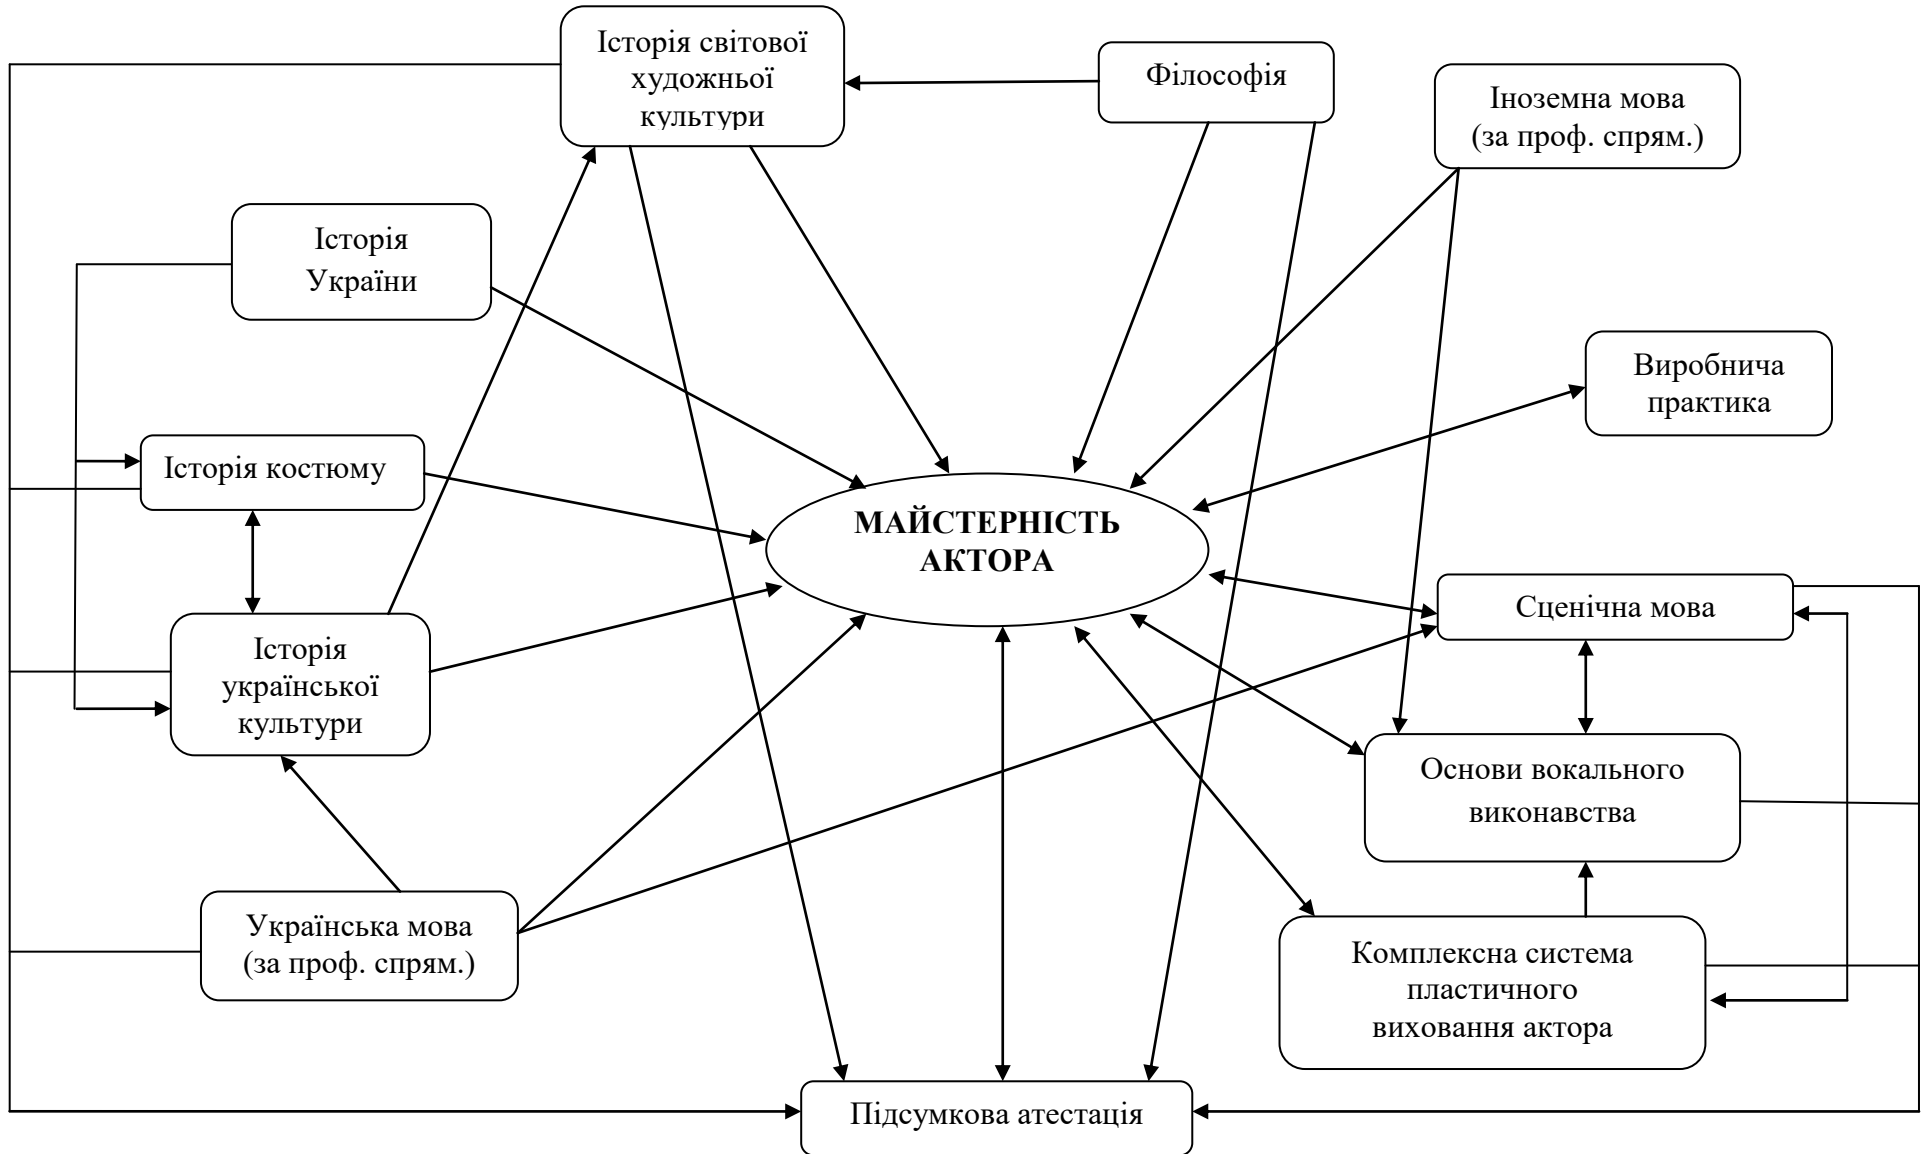 Історія світової
художньої
культури
Філософія
Іноземна мова
(за проф. спрям.)
Історія
України
Виробнича
практика
Історія костюму
МАЙСТЕРНІСТЬ
АКТОРА
Сценічна мова
Історія
української
культури
Основи вокального
виконавства
Українська мова
(за проф. спрям.)
Комплексна система
пластичного
виховання актора
Підсумкова атестація